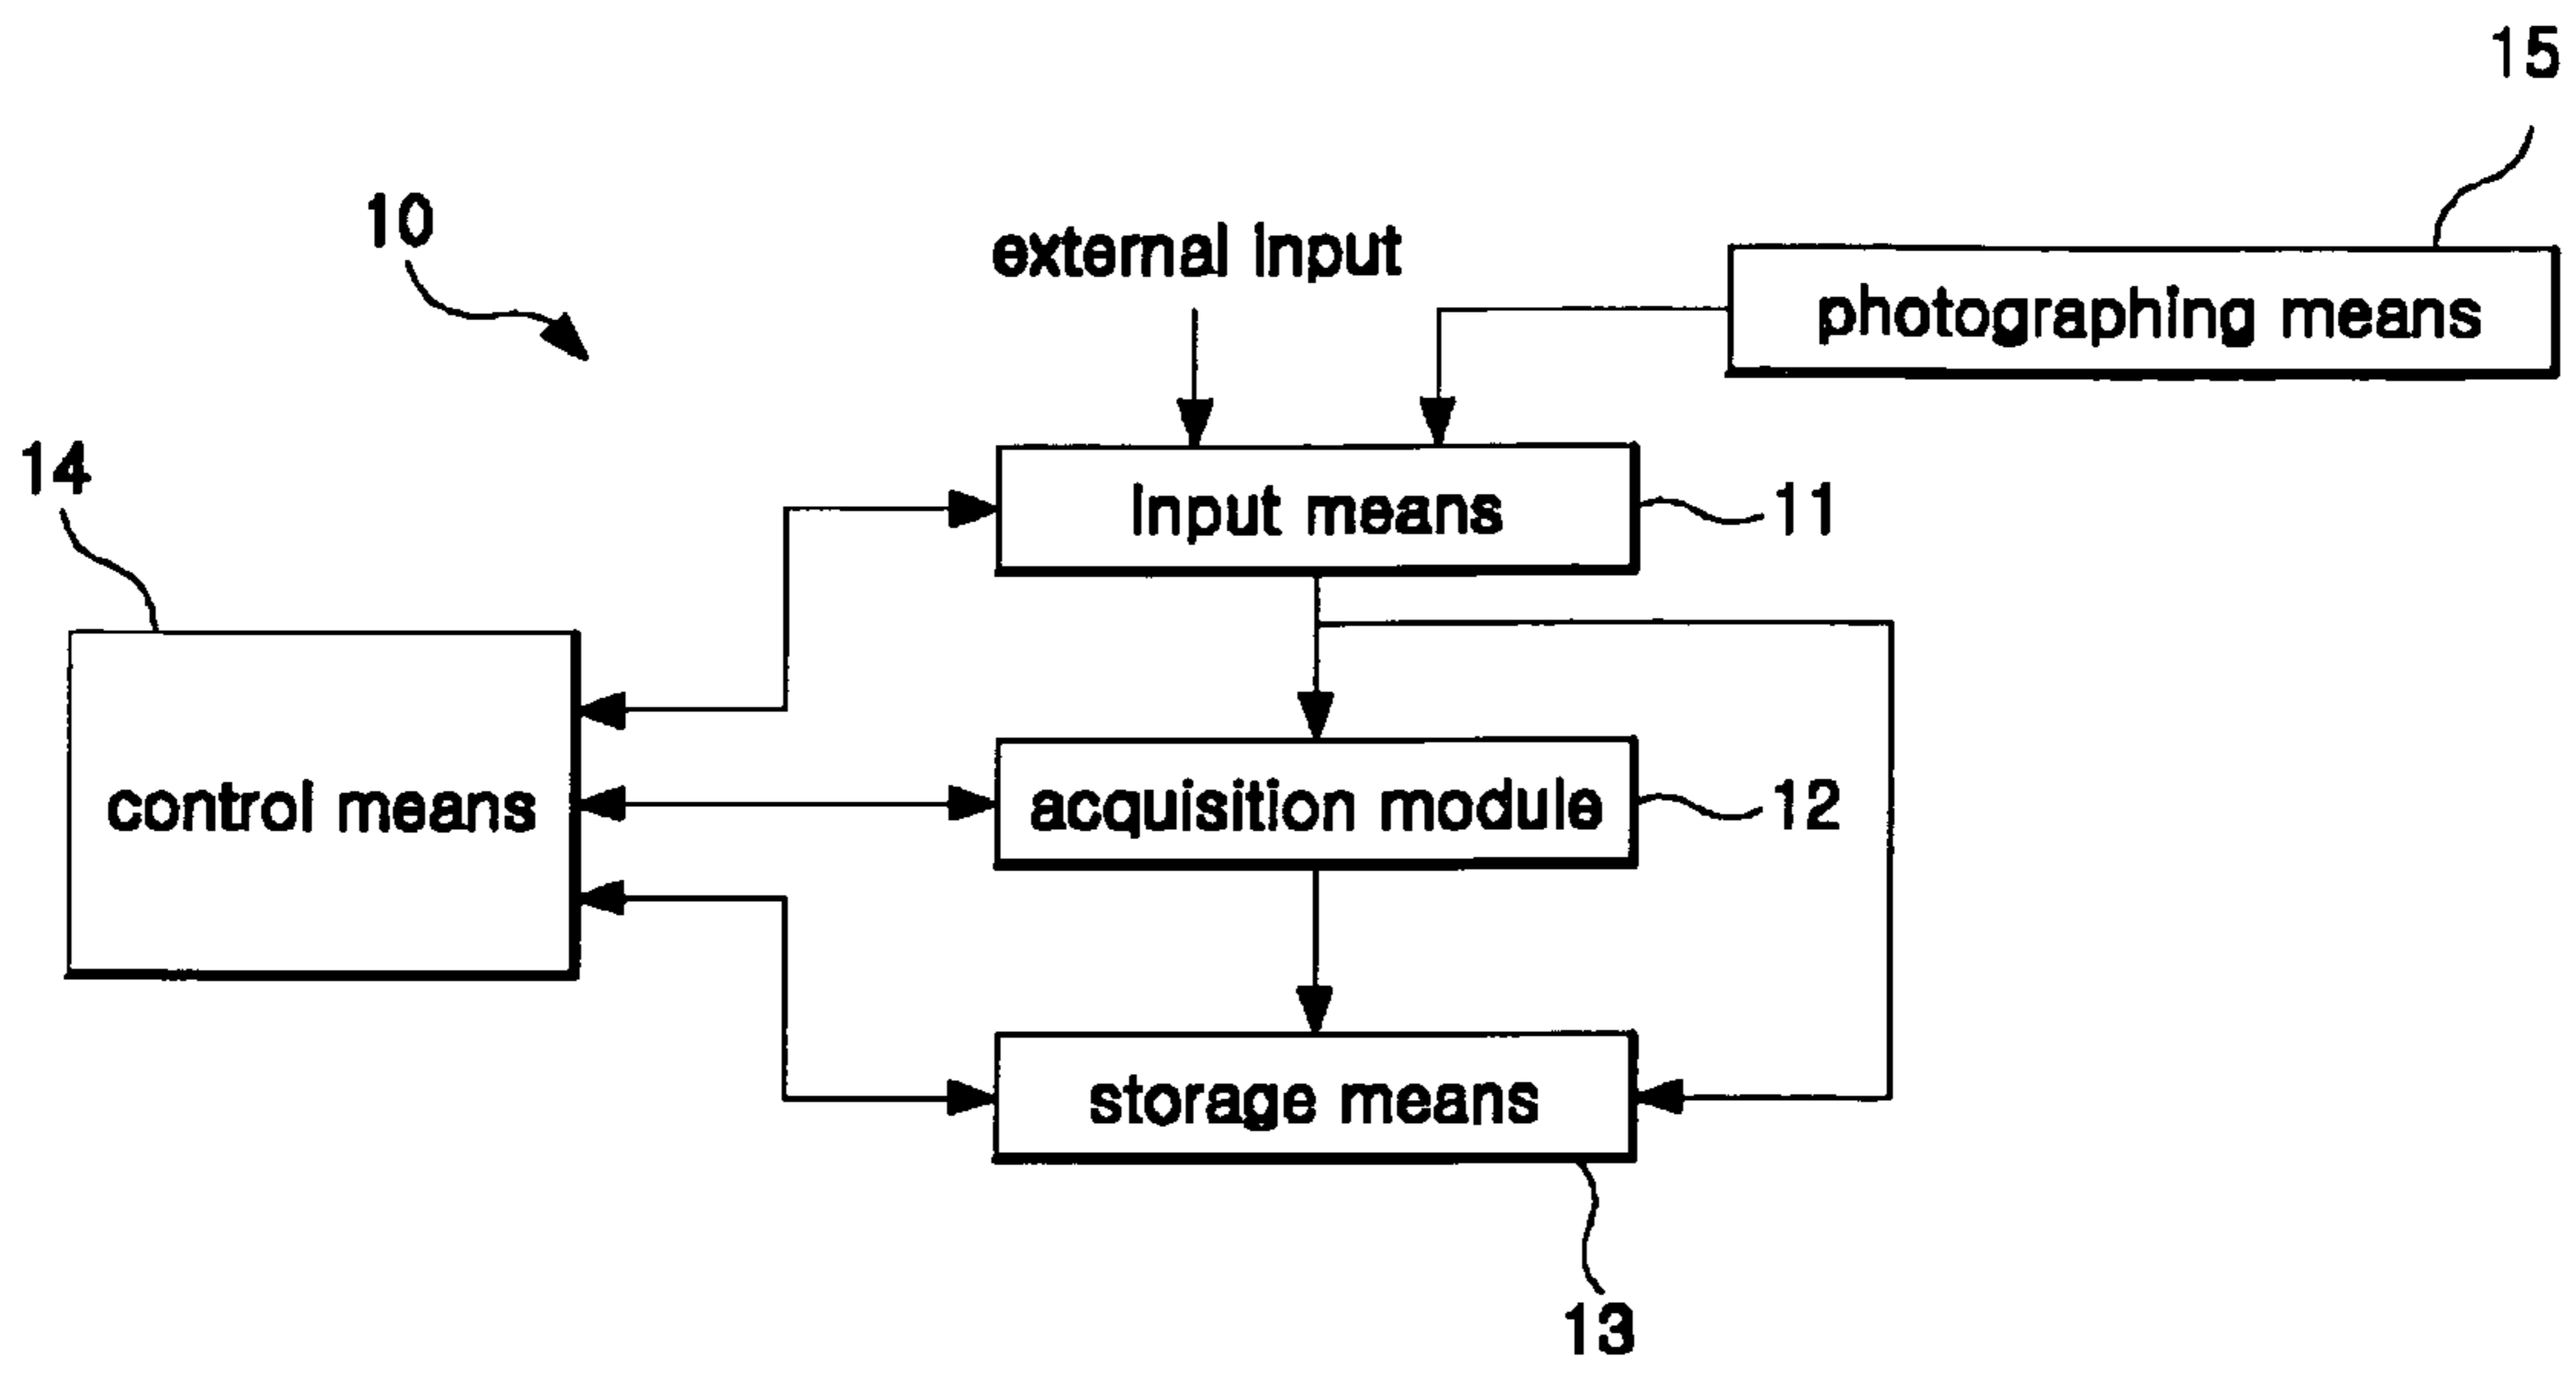 15
10
external input
photographing means
14
input means
11
control means
acquisition module
12
storage means
13